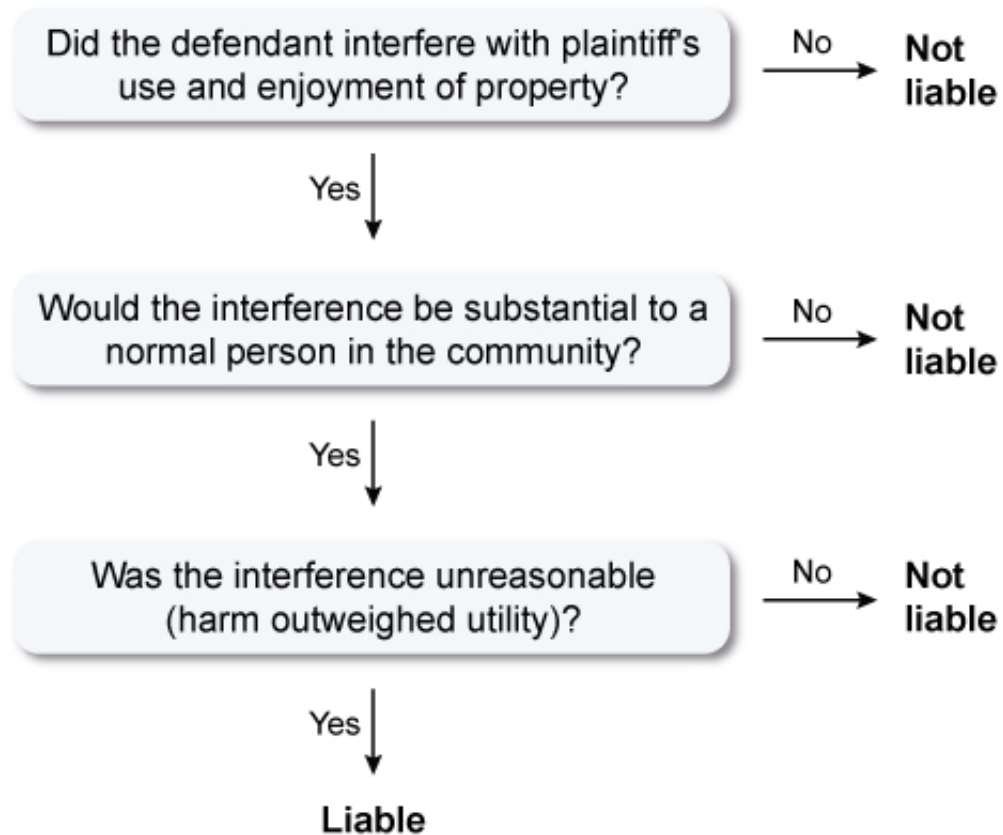 Did the defendant interfere with plaintiff's
use and enjoyment of property?
No
Not
liable
Yes
Would the interference be substantial to a
normal person in the community?
No
Not
liable
Yes
Was the interference unreasonable
(harm outweighed utility)?
No
Not
liable
Yes
Liable